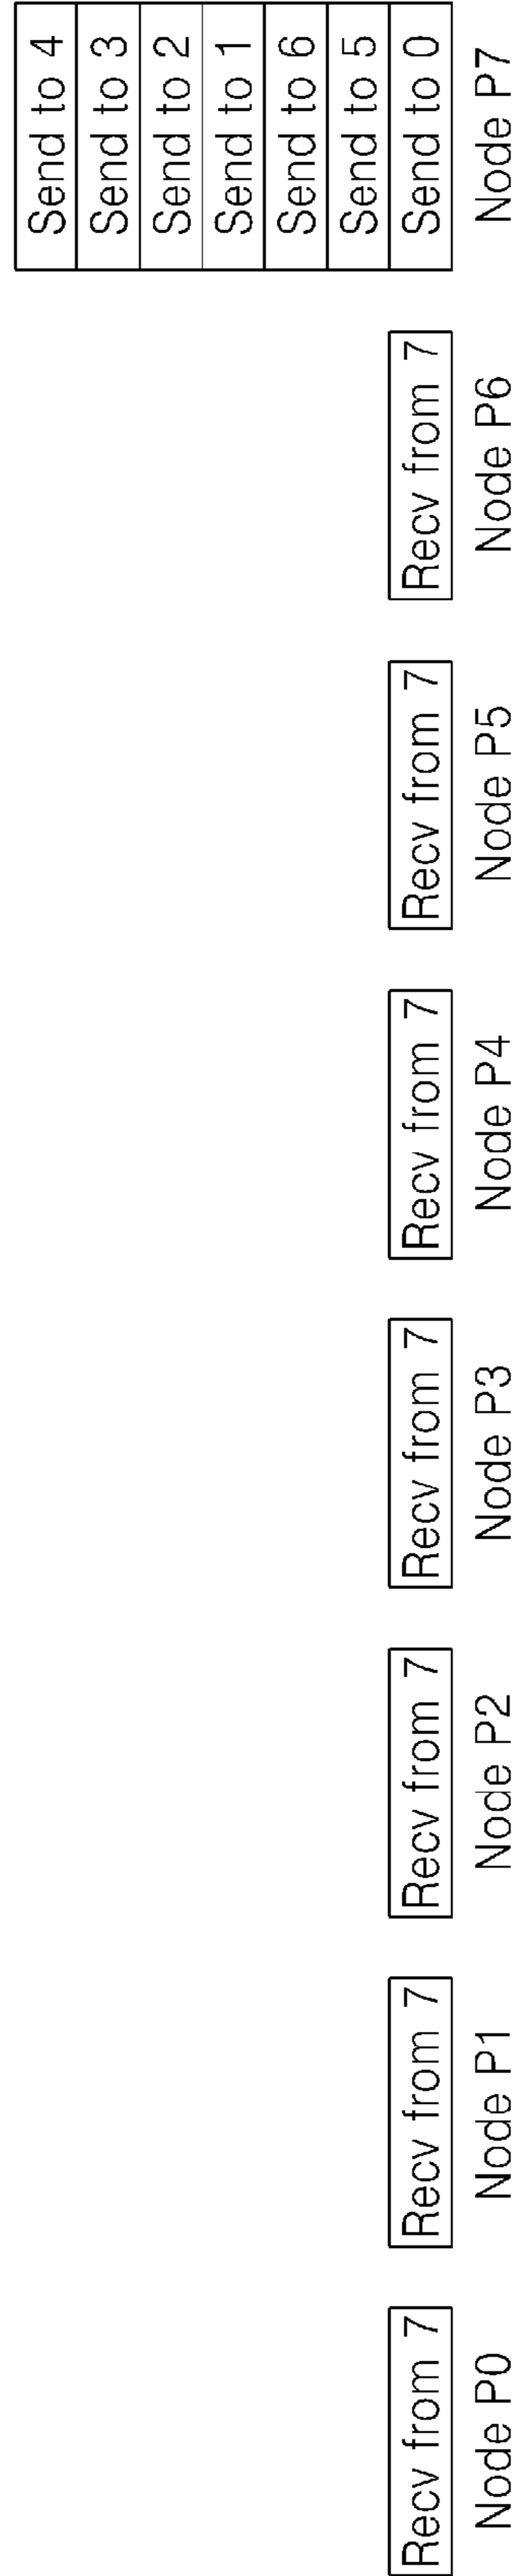 Send to 4
Send to 3
Send to 2
Send to 1
Send to 6
Send to 5
Recv from 7
Recv from 7
Recv from 7
Recv from 7
Recv from 7
Recv from 7
Recv from 7
Send to 0
Node P0
Node P1
Node P2
Node P3
Node P4
Node P5
Node P6
Node P7